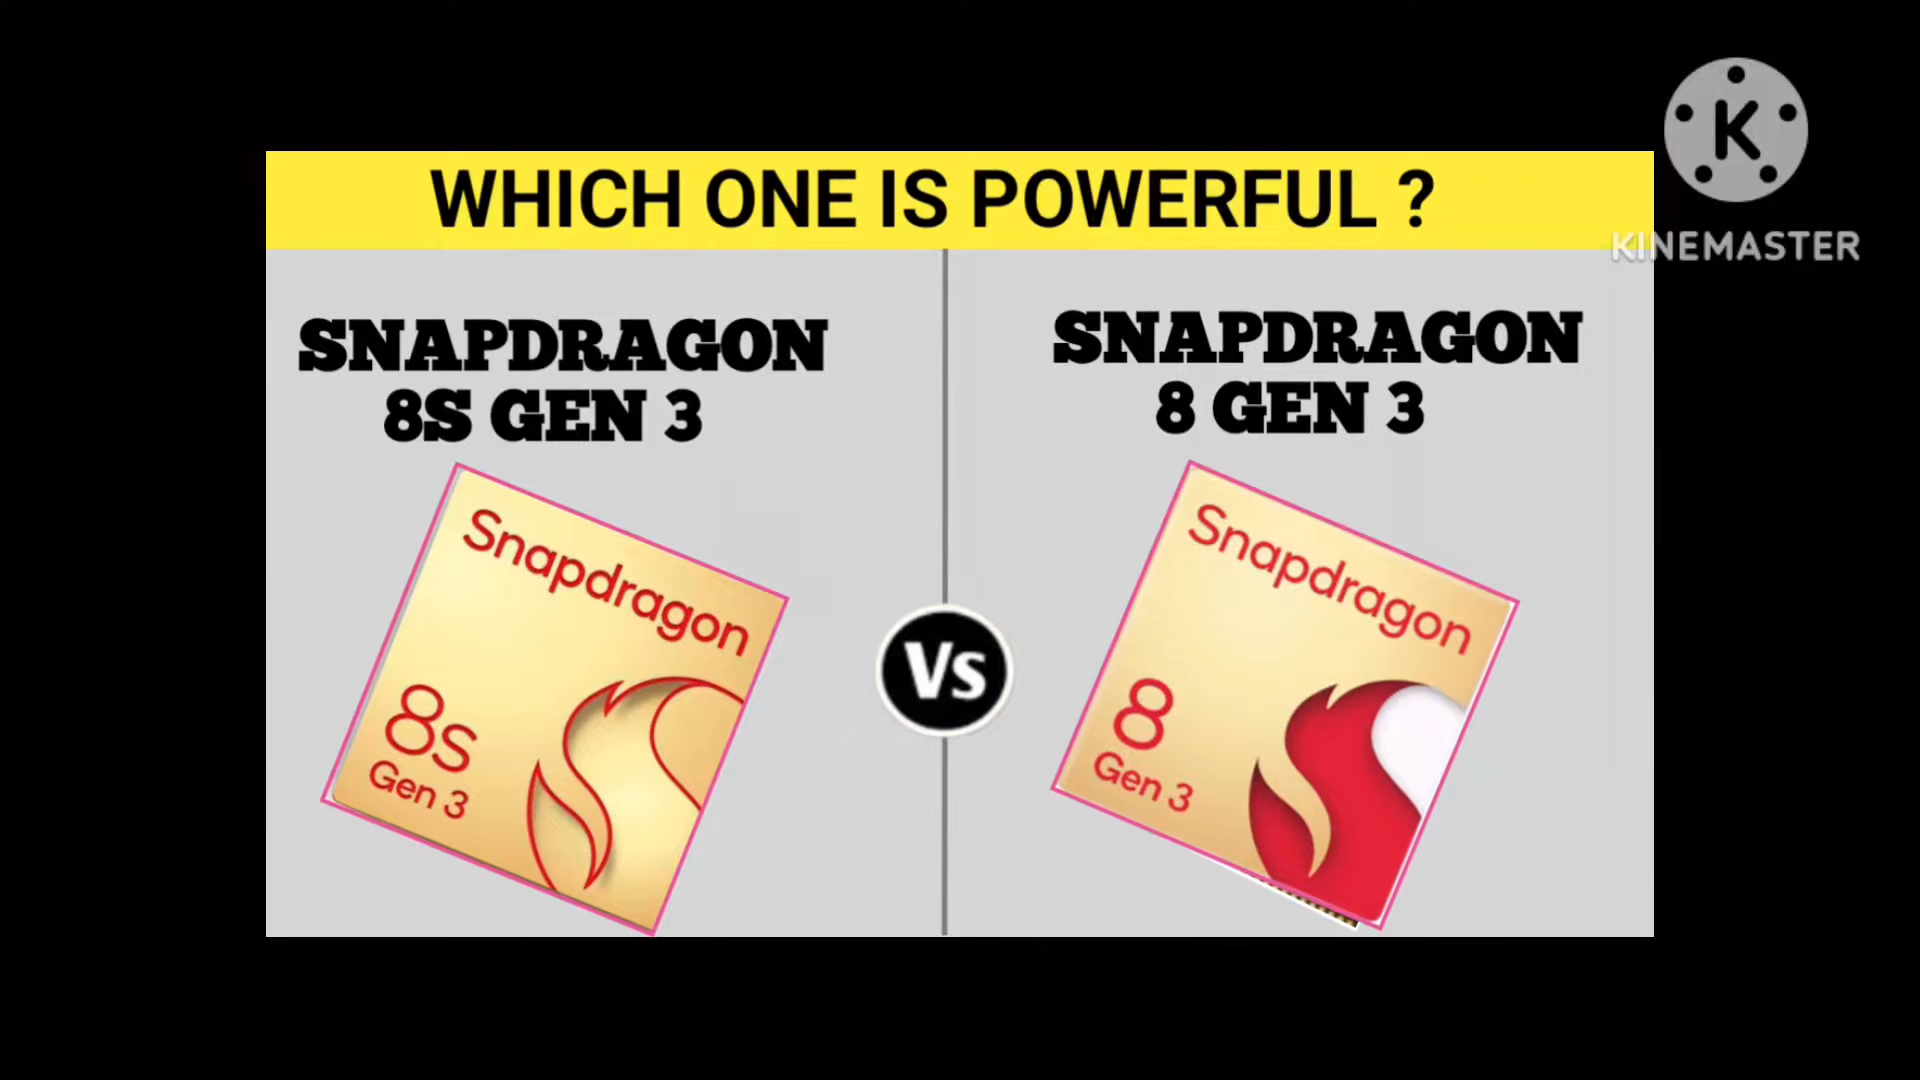 WHICH ONE IS POWERFUL ?
K
KINEMASTER
SNAPDRAGON
8S GEN 3
SNAPDRAGON
8 GEN 3
Snapdragon
8s
Gen 3
Vs
Snapdragon
8
Gen 3